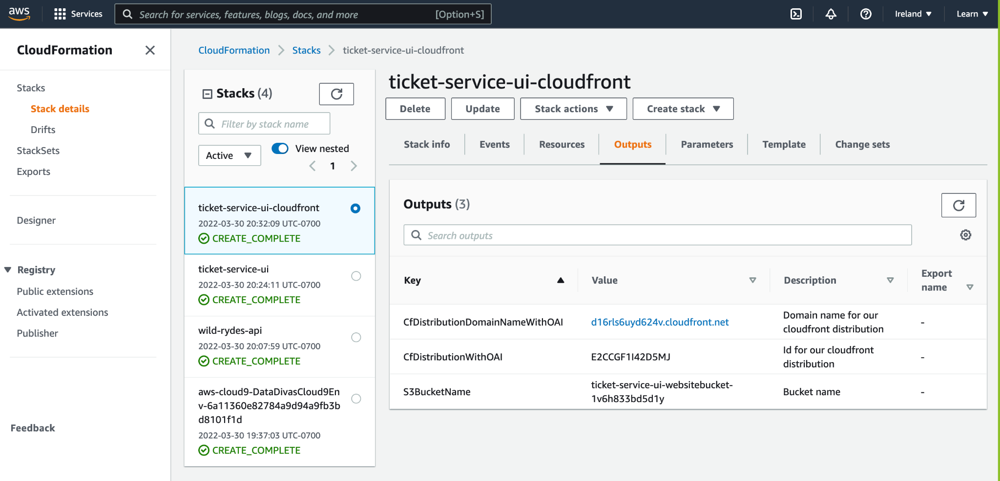 aws
Services
Search for services, features, blogs, docs, and more
[Option+S]
Ireland ▼
Learn ▼
CloudFormation
Stacks
Stack details
Drifts
StackSets
Exports
Designer
Registry
Public extensions
Activated extensions
Publisher
Feedback
CloudFormation > Stacks > ticket-service-ui-cloudfront
Stacks (4)
Filter by stack name
Active
View nested
1
ticket-service-ui-cloudfront
2022-03-30 20:32:09 UTC-0700
CREATE_COMPLETE
ticket-service-ui
2022-03-30 20:24:11 UTC-0700
CREATE_COMPLETE
wild-rydes-api
2022-03-30 20:07:59 UTC-0700
CREATE_COMPLETE
aws-cloud9-DataDivasCloud9En
v-6a11360e82784a9d94a9fb3b
d8101f1d
2022-03-30 19:37:03 UTC-0700
CREATE_COMPLETE
ticket-service-ui-cloudfront
Delete
Update
Stack actions
Create stack
Stack info
Events
Resources
Outputs
Parameters
Template
Change sets
Outputs (3)
Search outputs
Key
Value
Description
Export
name
CfDistributionDomainNameWithOAI
d16rls6uyd624v.cloudfront.net
Domain name for our
cloudfront distribution
-
CfDistributionWithOAI
E2CCGF1I42D5MJ
Id for our cloudfront
distribution
-
S3BucketName
ticket-service-ui-websitebucket-
1v6h833bd5d1y
Bucket name
-